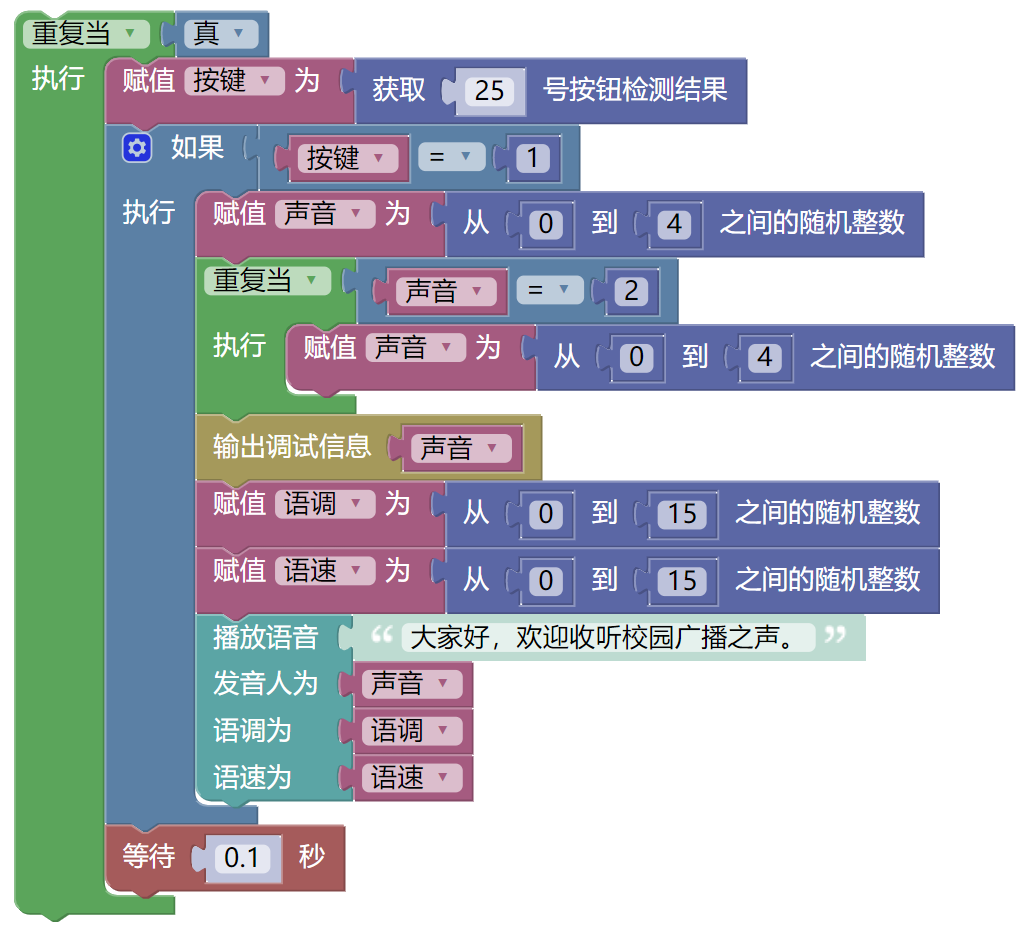 重复当 真
执行 赋值 按键 为 获取 25 号按钮检测结果
如果 按键 = 1
执行 赋值 声音 为 从 0 到 4 之间的随机整数
重复当 声音 = 2
执行 赋值 声音 为 从 0 到 4 之间的随机整数
输出调试信息 声音
赋值 语调 为 从 0 到 15 之间的随机整数
赋值 语速 为 从 0 到 15 之间的随机整数
播放语音 “ 大家好，欢迎收听校园广播之声。 ”
发音人为 声音
语调为 语调
语速为 语速
等待 0.1 秒